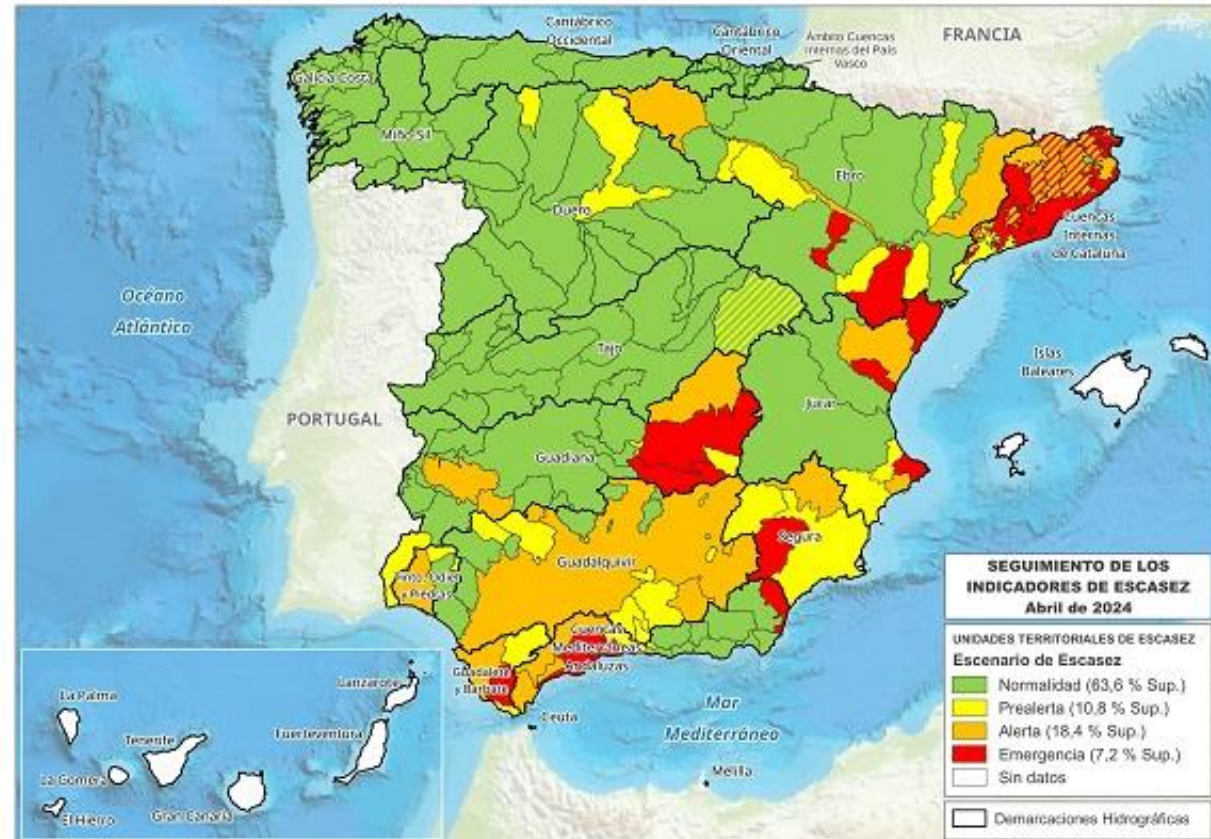 Cantábrico
Occidental
Cantábrico
Oriental
Ámbito Cuencas
Internas del País
Vasco
FRANCIA
Galicia Costa
Miño-Sil
Ebro
Duero
Cuencas
Internas
de Cataluña
Océano
Atlántico
Tajo
Islas
Baleares
PORTUGAL
Júcar
Guadiana
Segura
Guadalquivir
Tinto, Odiel
y Piedras
Cuencas
Mediterráneas
Andaluzas
Guadalete
y Barbate
Ceuta
Mar
Mediterráneo
Melilla
Lanzarote
La Palma
Fuerteventura
Tenerife
La Gomera
El Hierro
Gran Canaria
SEGUIMIENTO DE LOS
INDICADORES DE ESCASEZ
Abril de 2024
UNIDADES TERRITORIALES DE ESCASEZ
Escenario de Escasez
Normalidad (63,6 % Sup.)
Prealerta (10,8 % Sup.)
Alerta (18,4 % Sup.)
Emergencia (7,2 % Sup.)
Sin datos
Demarcaciones Hidrográficas